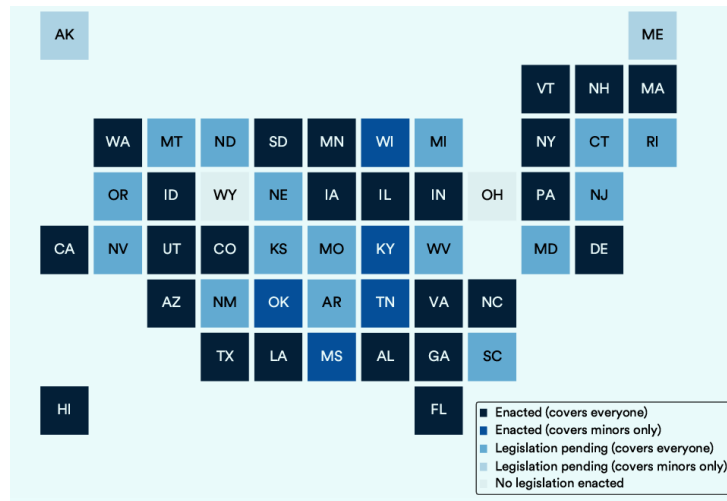 AK ME
VT NH MA
WA MT ND SD MN WI MI NY CT RI
OR ID WY NE IA IL IN OH PA NJ
CA NV UT CO KS MO KY WV MD DE
AZ NM OK AR TN VA NC
TX LA MS AL GA SC
HI FL
Enacted (covers everyone)
Enacted (covers minors only)
Legislation pending (covers everyone)
Legislation pending (covers minors only)
No legislation enacted